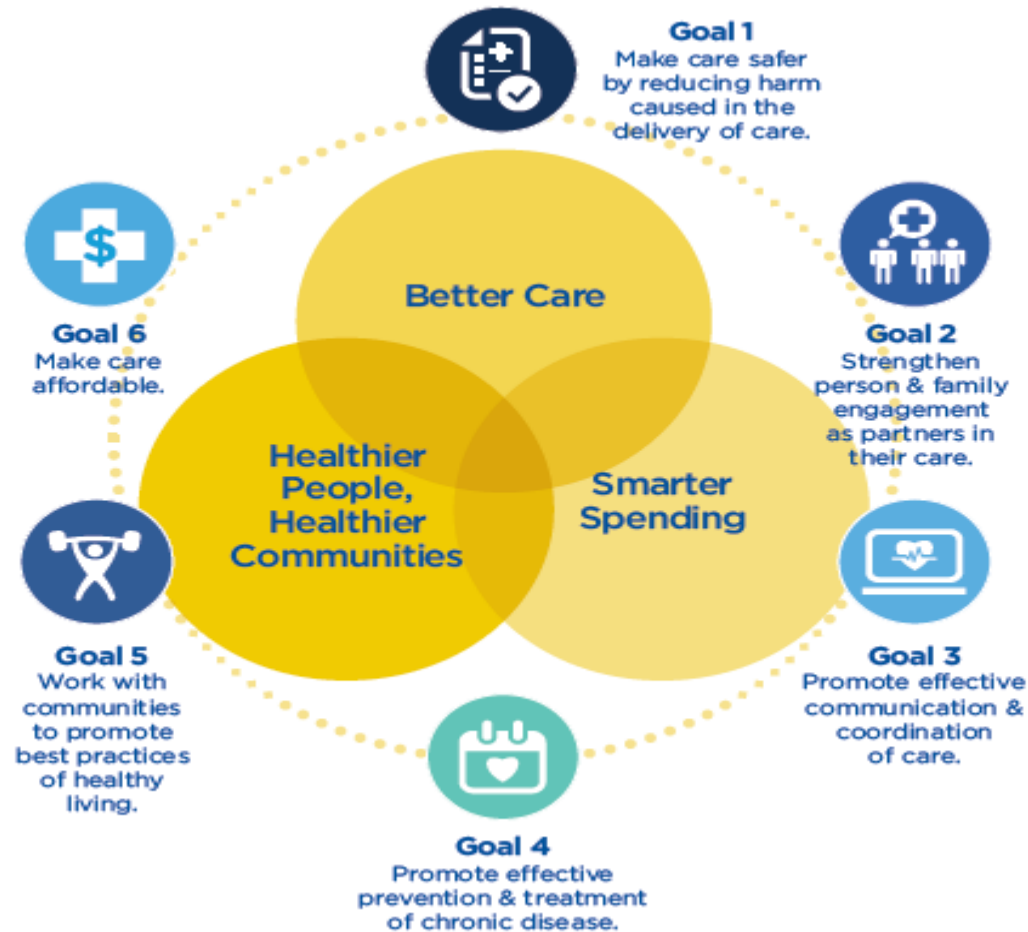 Goal 1
Make care safer
by reducing harm
caused in the
delivery of care.
$
Goal 6
Make care
affordable.
Better Care
Goal 2
Strengthen
person & family
engagement
as partners in
their care.
Healthier
People,
Healthier
Communities
Smarter
Spending
Goal 5
Work with
communities
to promote
best practices
of healthy
living.
Goal 3
Promote effective
communication &
coordination
of care.
Goal 4
Promote effective
prevention & treatment
of chronic disease.